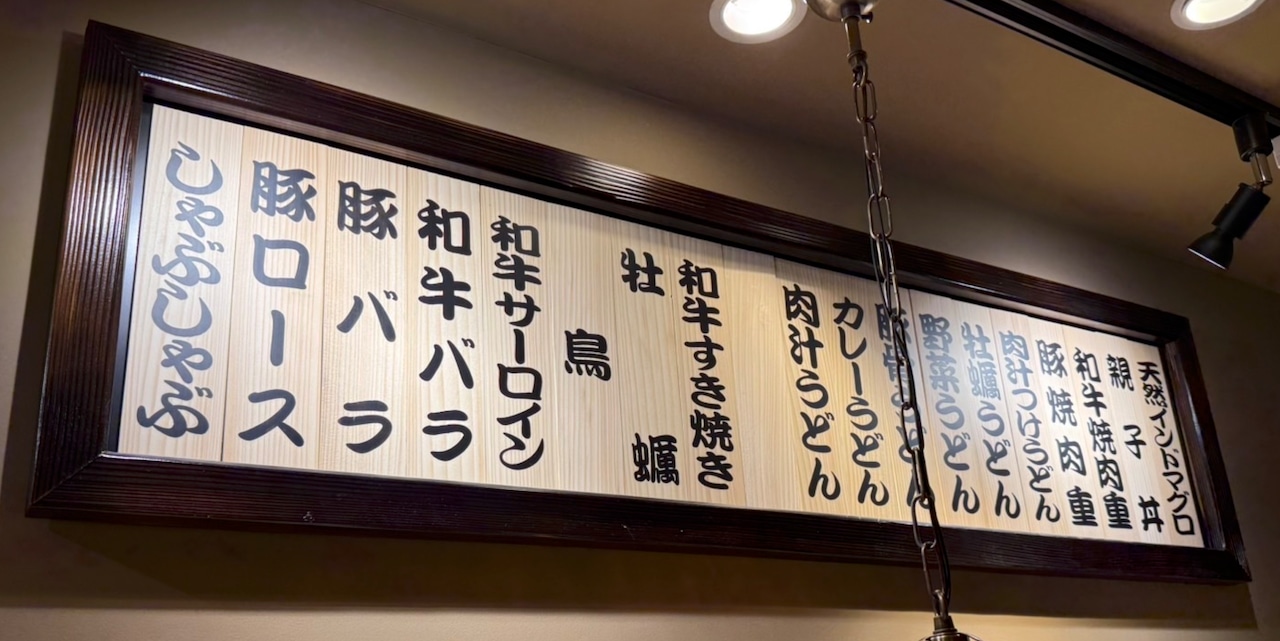 天然インドマグロ
親子丼
和牛焼肉重
豚焼肉重
肉汁つけうどん
牡蠣うどん
野菜うどん
カレーうどん
肉汁うどん
和牛すき焼き
牡蠣
鳥
和牛サーロイン
和牛バラ
豚バラ
豚ロース
しゃぶしゃぶ